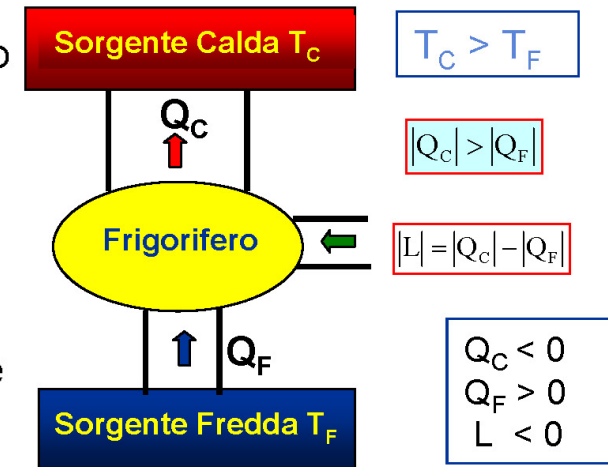 o
Sorgente Calda T_C
T_C > T_F
Q_C
|Q_C| > |Q_F|
Frigorifero
|L| = |Q_C| − |Q_F|
Q_F
e
Q_C < 0
Q_F > 0
L < 0
Sorgente Fredda T_F